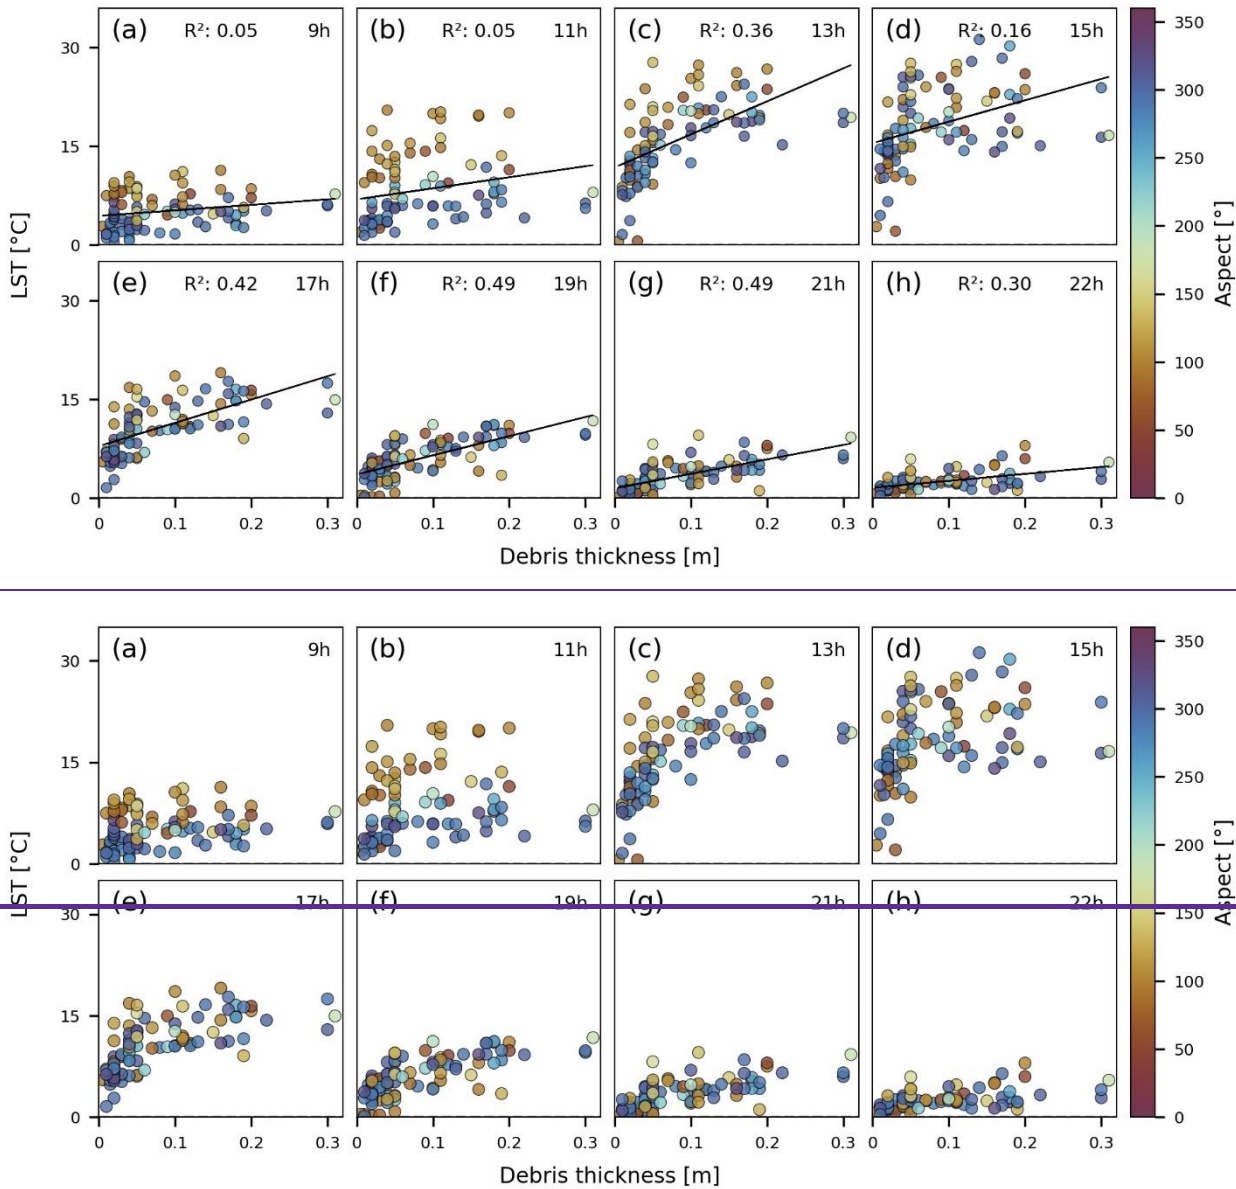 (a) R²: 0.05 9h
(b) R²: 0.05 11h
(c) R²: 0.36 13h
(d) R²: 0.16 15h
30
15
0
(e) R²: 0.42 17h
(f) R²: 0.49 19h
(g) R²: 0.49 21h
(h) R²: 0.30 22h
30
15
0
LST [°C]
0 0.1 0.2 0.3
0 0.1 0.2 0.3
0 0.1 0.2 0.3
0 0.1 0.2 0.3
Debris thickness [m]
350
300
250
200
150
100
50
0
Aspect [°]
(a) 9h
(b) 11h
(c) 13h
(d) 15h
30
15
0
(e) 17h
(f) 19h
(g) 21h
(h) 22h
30
15
0
LST [°C]
0 0.1 0.2 0.3
0 0.1 0.2 0.3
0 0.1 0.2 0.3
0 0.1 0.2 0.3
Debris thickness [m]
350
300
250
200
150
100
50
0
Aspect [°]